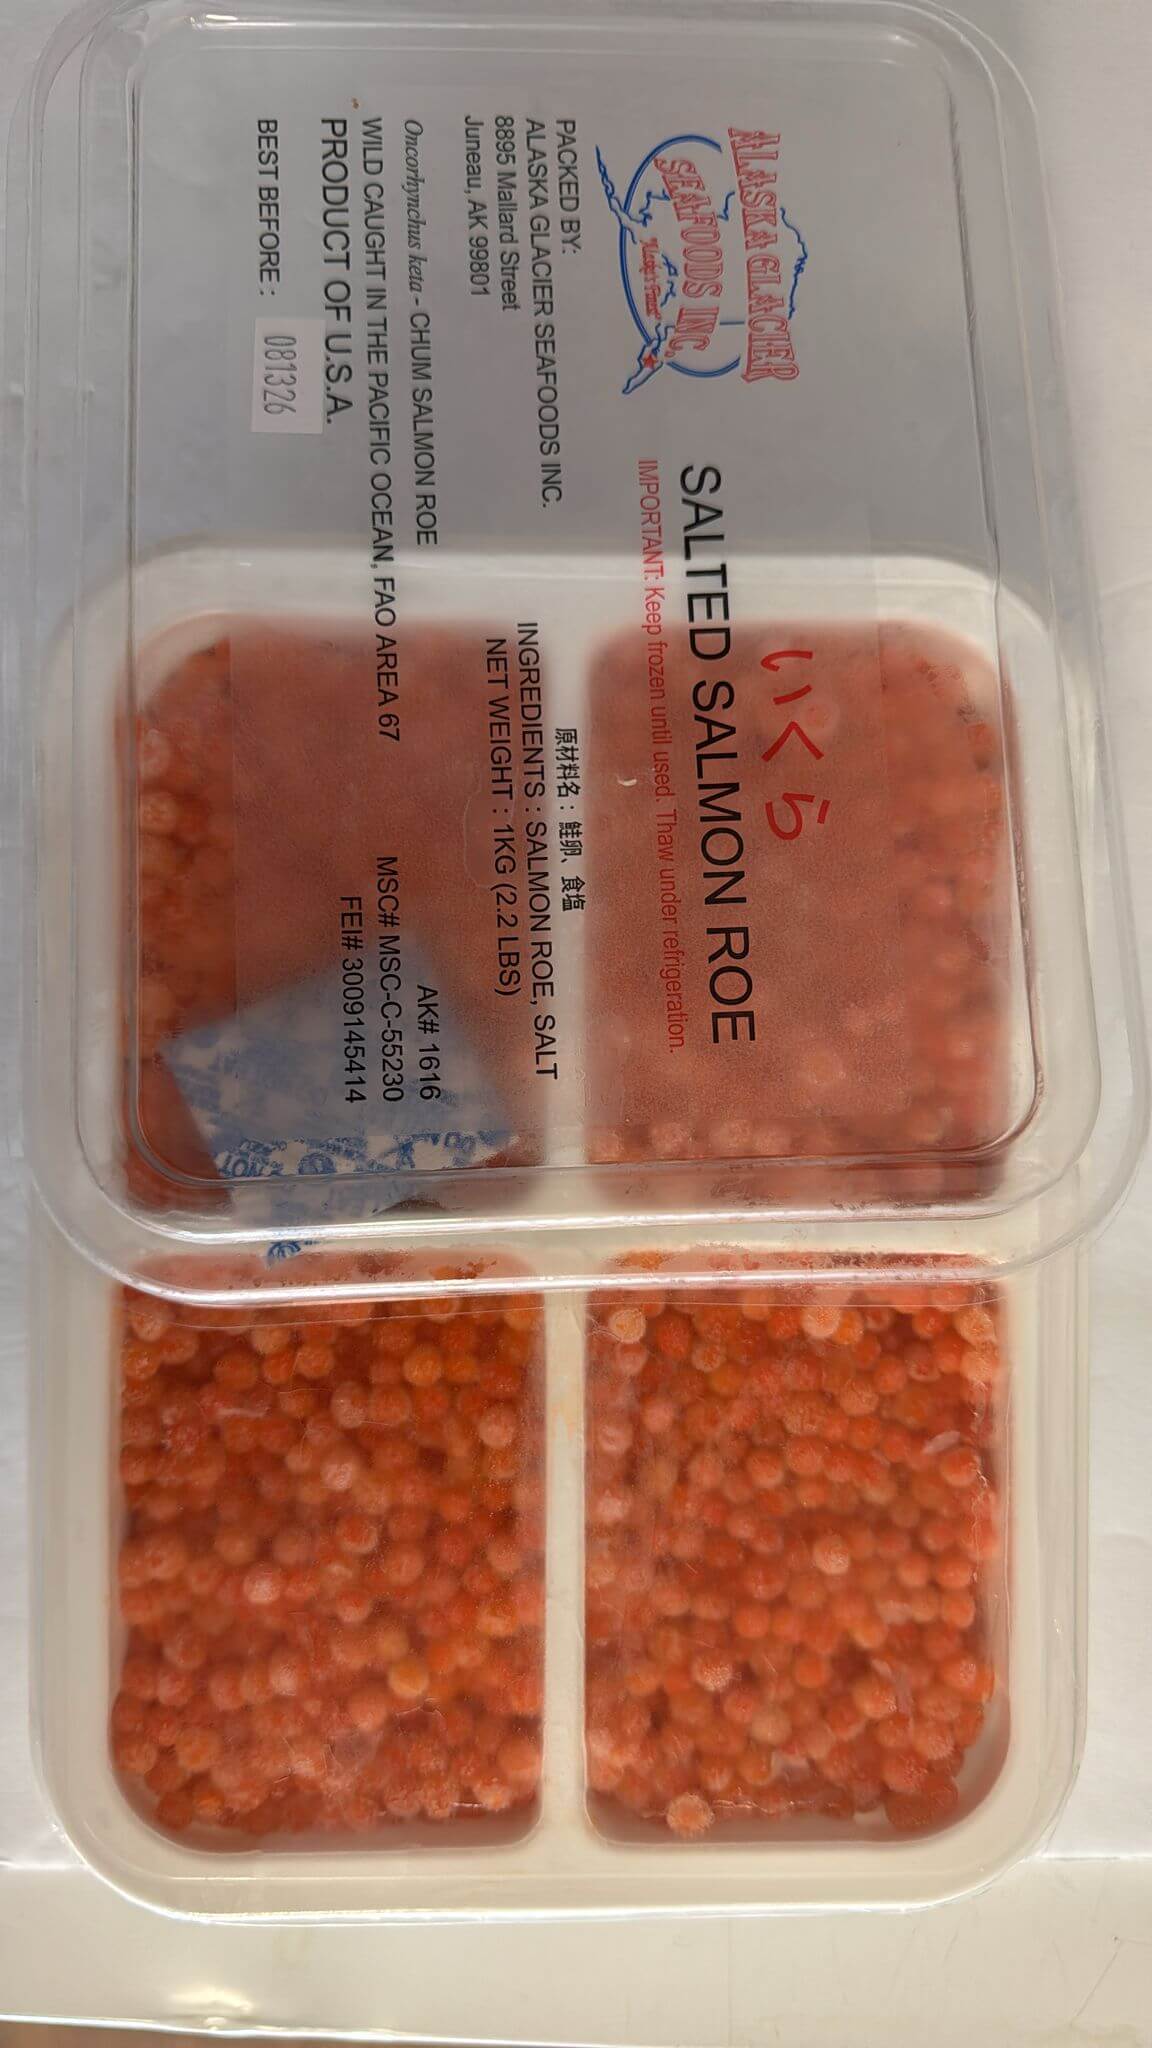 ALASKA GLACIER
SEAFOODS INC.
"Alaska's Finest"
いくら
SALTED SALMON ROE
IMPORTANT: Keep frozen until used. Thaw under refrigeration.
PACKED BY:
ALASKA GLACIER SEAFOODS INC.
8895 Mallard Street
Juneau, AK 99801
原材料名：鮭卵、食塩
INGREDIENTS : SALMON ROE, SALT
NET WEIGHT : 1KG (2.2 LBS)
Oncorhynchus keta - CHUM SALMON ROE
WILD CAUGHT IN THE PACIFIC OCEAN, FAO AREA 67
PRODUCT OF U.S.A.
AK# 1616
MSC# MSC-C-55230
FEI# 3009145414
BEST BEFORE : 081326